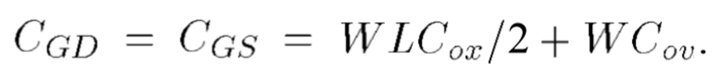 C_{GD} = C_{GS} = WLC_{ox}/2 + WC_{ov}.